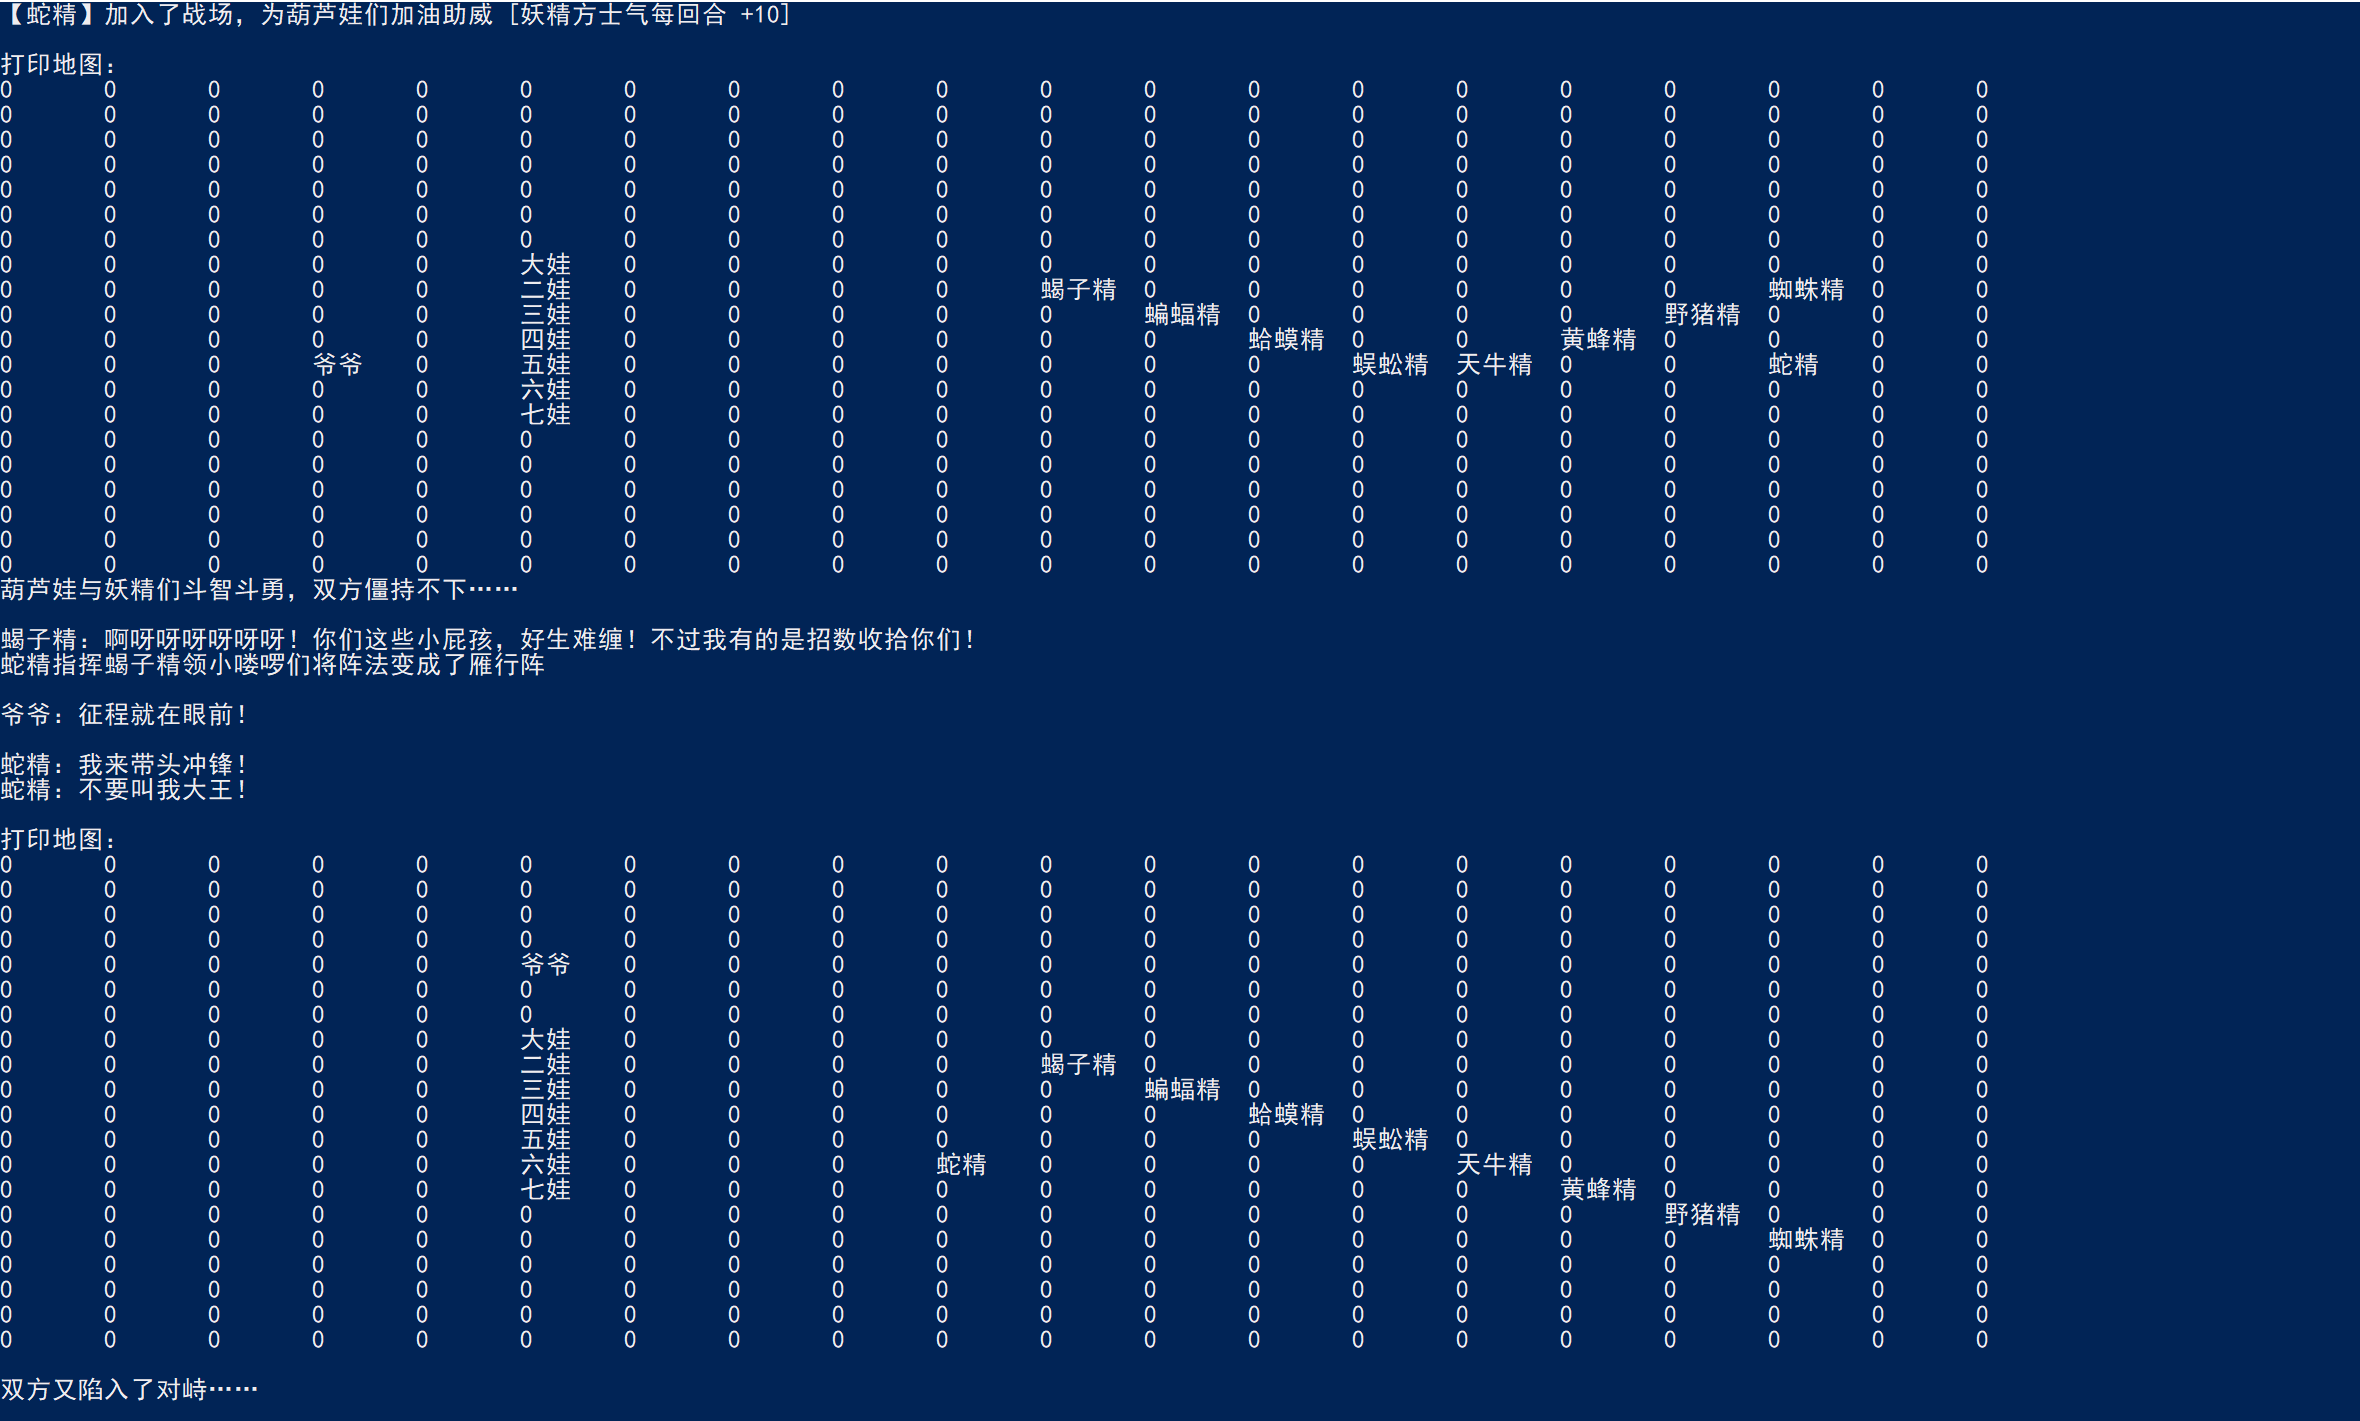 【蛇精】加入了战场，为葫芦娃们加油助威 [妖精方士气每回合 +10]
打印地图：
0 0 0 0 0 0 0 0 0 0 0 0 0 0 0 0 0 0 0 0
0 0 0 0 0 0 0 0 0 0 0 0 0 0 0 0 0 0 0 0
0 0 0 0 0 0 0 0 0 0 0 0 0 0 0 0 0 0 0 0
0 0 0 0 0 0 0 0 0 0 0 0 0 0 0 0 0 0 0 0
0 0 0 0 0 0 0 0 0 0 0 0 0 0 0 0 0 0 0 0
0 0 0 0 0 0 0 0 0 0 0 0 0 0 0 0 0 0 0 0
0 0 0 0 0 0 0 0 0 0 0 0 0 0 0 0 0 0 0 0
0 0 0 0 0 大娃 0 0 0 0 0 0 0 0 0 0 0 0 0 0
0 0 0 0 0 二娃 0 0 0 0 蝎子精 0 0 0 0 0 0 蜘蛛精 0 0
0 0 0 0 0 三娃 0 0 0 0 0 蝙蝠精 0 0 0 0 野猪精 0 0 0
0 0 0 0 0 四娃 0 0 0 0 0 0 蛤蟆精 0 0 黄蜂精 0 0 0 0
0 0 0 爷爷 0 五娃 0 0 0 0 0 0 0 蜈蚣精 天牛精 0 0 蛇精 0 0
0 0 0 0 0 六娃 0 0 0 0 0 0 0 0 0 0 0 0 0 0
0 0 0 0 0 七娃 0 0 0 0 0 0 0 0 0 0 0 0 0 0
0 0 0 0 0 0 0 0 0 0 0 0 0 0 0 0 0 0 0 0
0 0 0 0 0 0 0 0 0 0 0 0 0 0 0 0 0 0 0 0
0 0 0 0 0 0 0 0 0 0 0 0 0 0 0 0 0 0 0 0
0 0 0 0 0 0 0 0 0 0 0 0 0 0 0 0 0 0 0 0
0 0 0 0 0 0 0 0 0 0 0 0 0 0 0 0 0 0 0 0
0 0 0 0 0 0 0 0 0 0 0 0 0 0 0 0 0 0 0 0
葫芦娃与妖精们斗智斗勇，双方僵持不下……
蝎子精：啊呀呀呀呀呀呀！你们这些小屁孩，好生难缠！不过我有的是招数收拾你们！
蛇精指挥蝎子精领小喽啰们将阵法变成了雁行阵
爷爷：征程就在眼前！
蛇精：我来带头冲锋！
蛇精：不要叫我大王！
打印地图：
0 0 0 0 0 0 0 0 0 0 0 0 0 0 0 0 0 0 0 0
0 0 0 0 0 0 0 0 0 0 0 0 0 0 0 0 0 0 0 0
0 0 0 0 0 0 0 0 0 0 0 0 0 0 0 0 0 0 0 0
0 0 0 0 0 0 0 0 0 0 0 0 0 0 0 0 0 0 0 0
0 0 0 0 0 爷爷 0 0 0 0 0 0 0 0 0 0 0 0 0 0
0 0 0 0 0 0 0 0 0 0 0 0 0 0 0 0 0 0 0 0
0 0 0 0 0 0 0 0 0 0 0 0 0 0 0 0 0 0 0 0
0 0 0 0 0 大娃 0 0 0 0 0 0 0 0 0 0 0 0 0 0
0 0 0 0 0 二娃 0 0 0 0 蝎子精 0 0 0 0 0 0 0 0 0
0 0 0 0 0 三娃 0 0 0 0 0 蝙蝠精 0 0 0 0 0 0 0 0
0 0 0 0 0 四娃 0 0 0 0 0 0 蛤蟆精 0 0 0 0 0 0 0
0 0 0 0 0 五娃 0 0 0 0 0 0 0 蜈蚣精 0 0 0 0 0 0
0 0 0 0 0 六娃 0 0 0 蛇精 0 0 0 0 天牛精 0 0 0 0 0
0 0 0 0 0 七娃 0 0 0 0 0 0 0 0 0 黄蜂精 0 0 0 0
0 0 0 0 0 0 0 0 0 0 0 0 0 0 0 0 野猪精 0 0 0
0 0 0 0 0 0 0 0 0 0 0 0 0 0 0 0 0 蜘蛛精 0 0
0 0 0 0 0 0 0 0 0 0 0 0 0 0 0 0 0 0 0 0
0 0 0 0 0 0 0 0 0 0 0 0 0 0 0 0 0 0 0 0
0 0 0 0 0 0 0 0 0 0 0 0 0 0 0 0 0 0 0 0
0 0 0 0 0 0 0 0 0 0 0 0 0 0 0 0 0 0 0 0
双方又陷入了对峙……